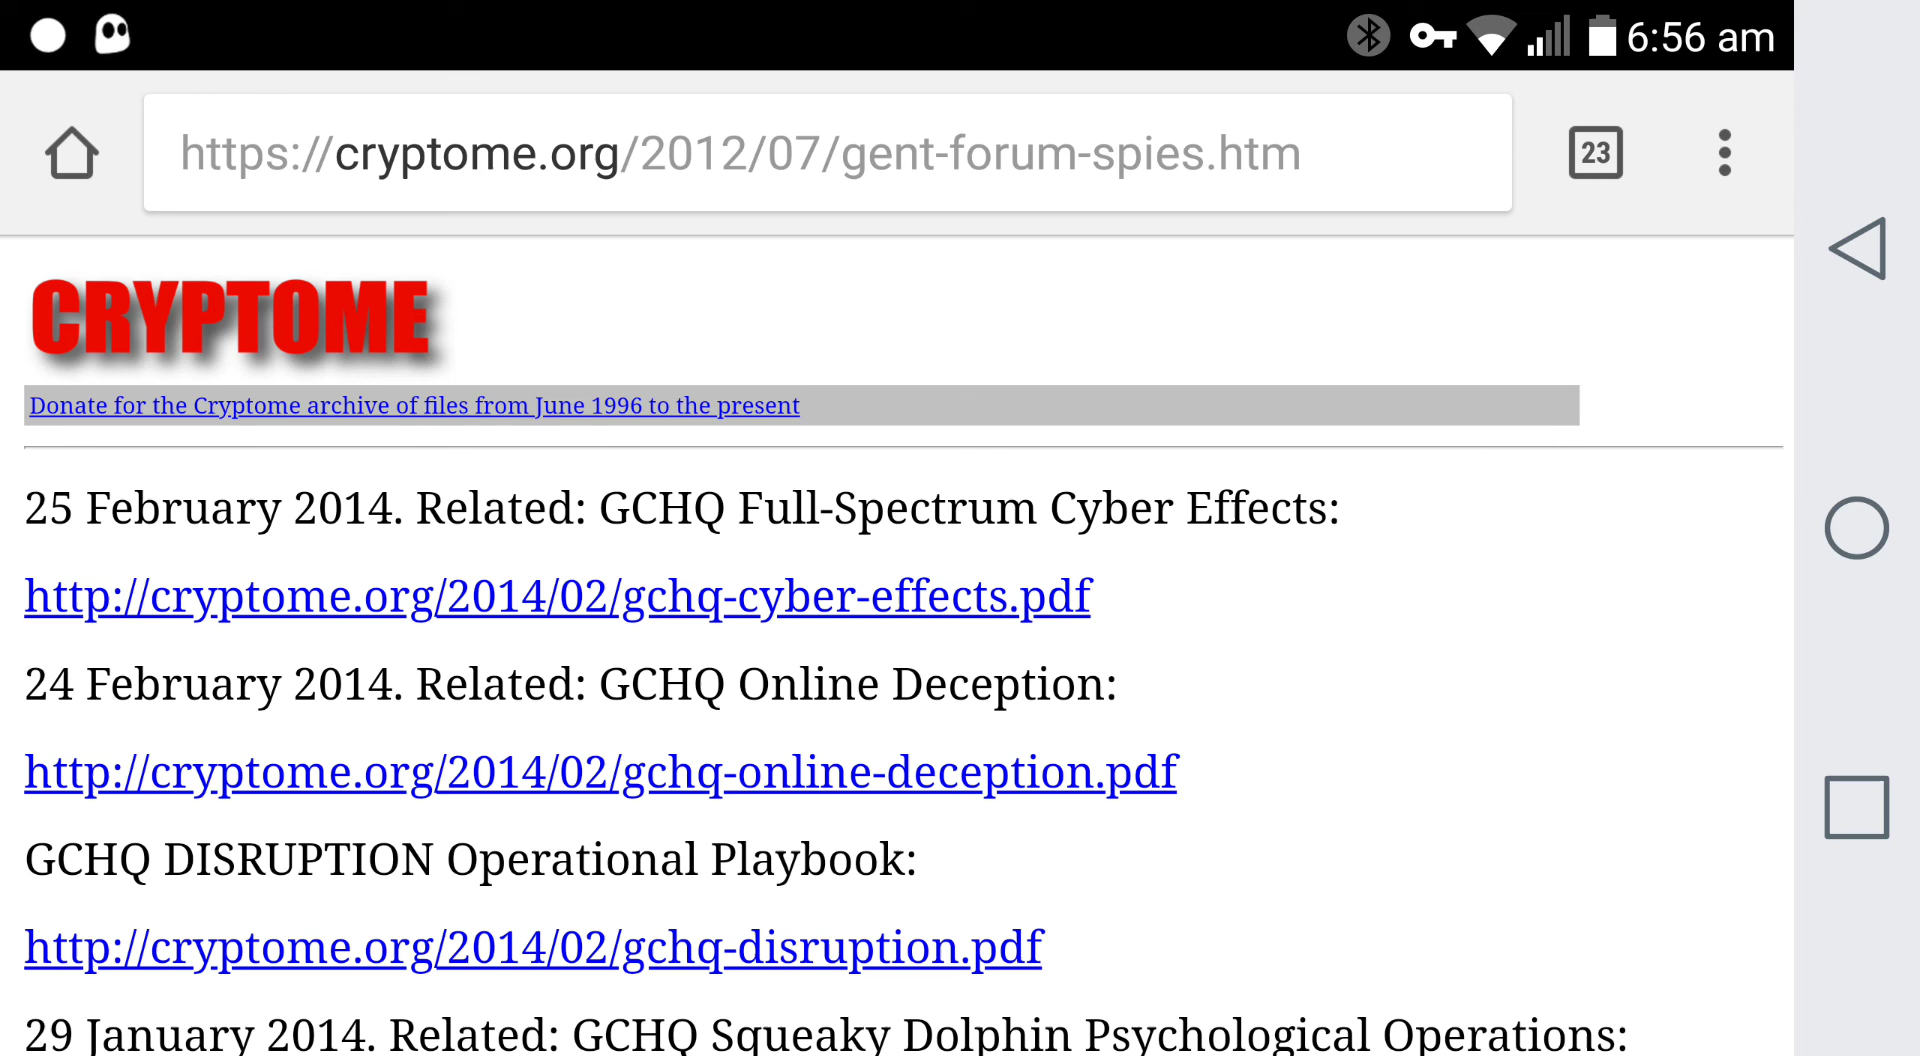 6:56 am
https://cryptome.org/2012/07/gent-forum-spies.htm
23
CRYPTOME
Donate for the Cryptome archive of files from June 1996 to the present
25 February 2014. Related: GCHQ Full-Spectrum Cyber Effects:
http://cryptome.org/2014/02/gchq-cyber-effects.pdf
24 February 2014. Related: GCHQ Online Deception:
http://cryptome.org/2014/02/gchq-online-deception.pdf
GCHQ DISRUPTION Operational Playbook:
http://cryptome.org/2014/02/gchq-disruption.pdf
29 January 2014. Related: GCHQ Squeaky Dolphin Psychological Operations: